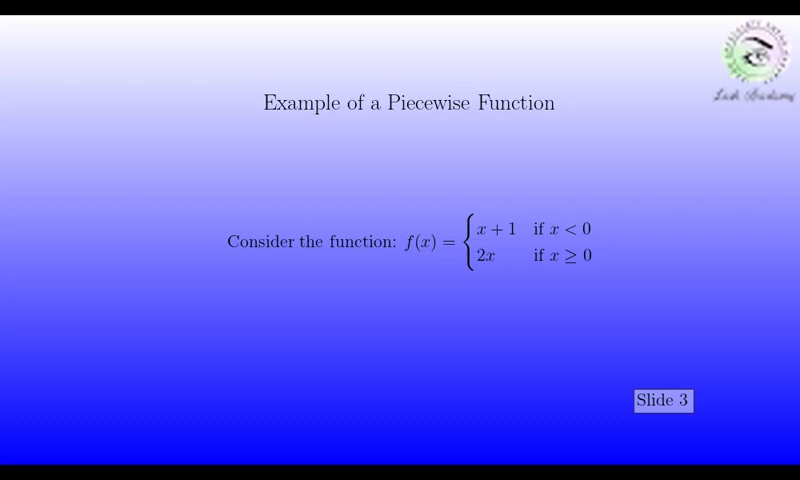 Example of a Piecewise Function
Consider the function: f(x) = { x + 1 if x < 0
2x if x ≥ 0
Slide 3